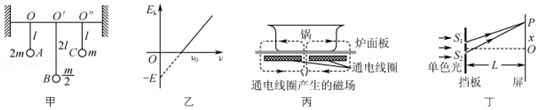 O O′ O″
l l
2l
2m A C m
B m/2
甲
Eₖ
O ν₀ ν
−E
乙
锅
炉面板
通电线圈
通电线圈产生的磁场
丙
S₁ P
S₂ x
O
单色光 L
挡板 屏
丁